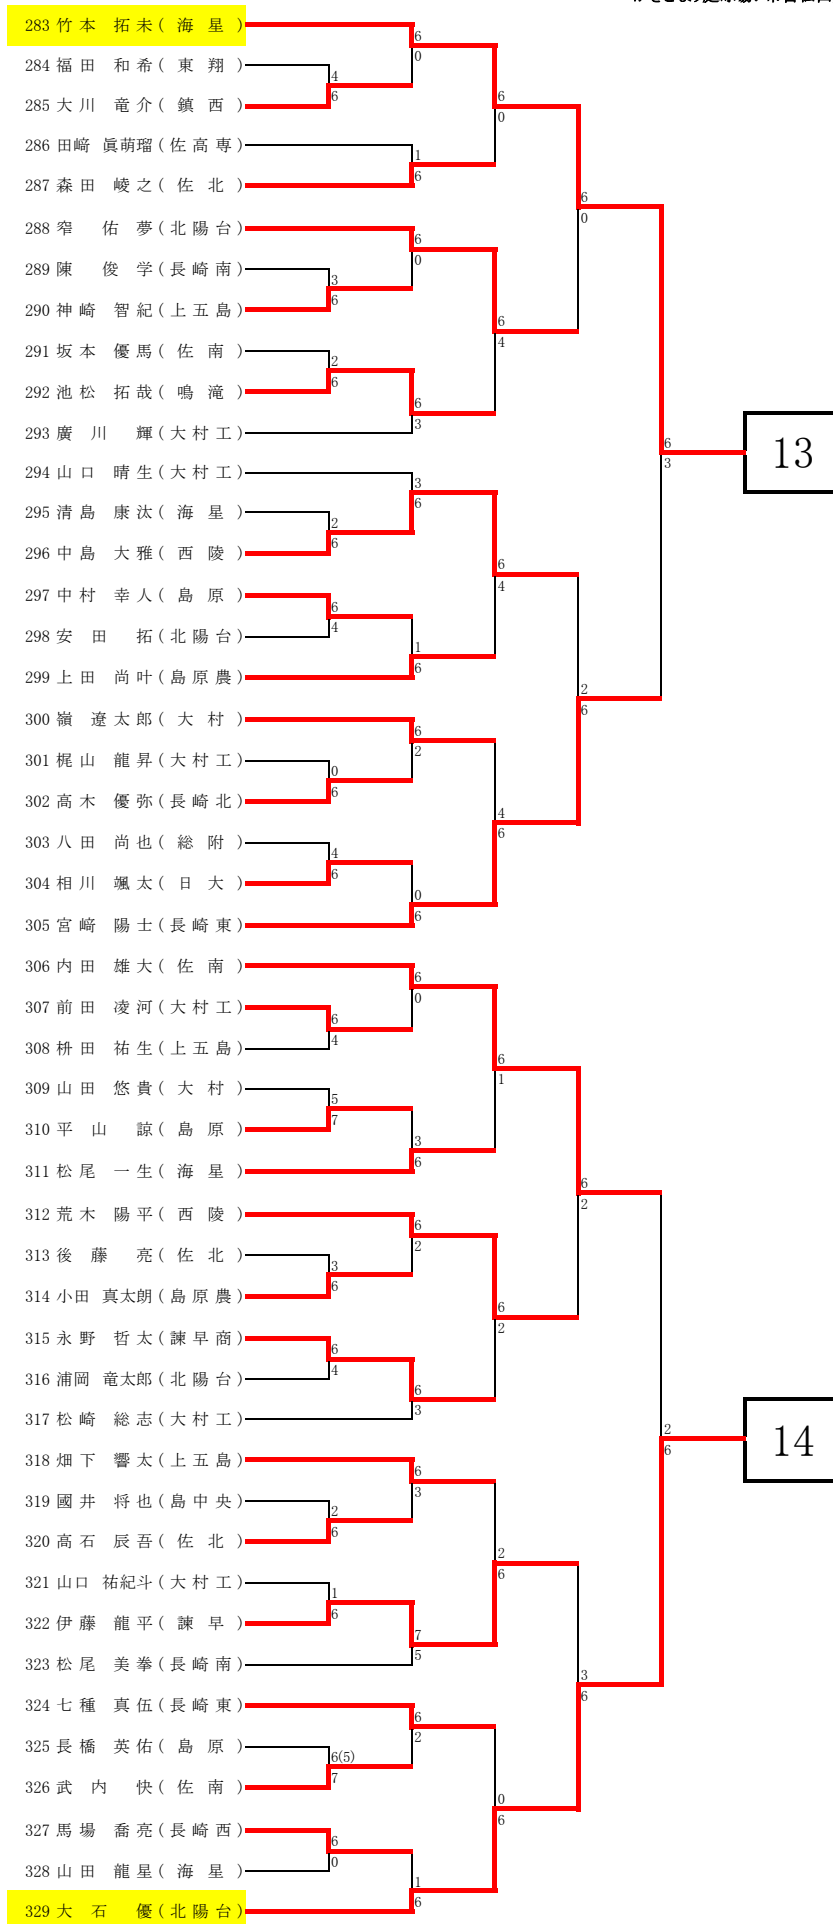 283 竹本 拓未 ( 海 星 )
6
0
284 福田 和希 ( 東 翔 )
4
6
285 大川 竜介 ( 鎮 西 )
6
0
286 田﨑 眞萌瑠 ( 佐高専 )
1
6
287 森田 崚之 ( 佐 北 )
6
0
288 窄 佑夢 ( 北陽台 )
6
0
289 陳 俊学 ( 長崎南 )
3
6
290 神崎 智紀 ( 上五島 )
6
4
291 坂本 優馬 ( 佐 南 )
2
6
292 池松 拓哉 ( 鳴 滝 )
6
3
293 廣川 輝 ( 大村工 )
6
3
13
294 山口 晴生 ( 大村工 )
3
6
295 清島 康汰 ( 海 星 )
2
6
296 中島 大雅 ( 西 陵 )
6
4
297 中村 幸人 ( 島 原 )
6
4
298 安田 拓 ( 北陽台 )
1
6
299 上田 尚叶 ( 島原農 )
2
6
300 嶺 遼太郎 ( 大 村 )
6
2
301 梶山 龍昇 ( 大村工 )
0
6
302 高木 優弥 ( 長崎北 )
4
6
303 八田 尚也 ( 総 附 )
4
6
304 相川 颯太 ( 日 大 )
0
6
305 宮﨑 陽士 ( 長崎東 )
306 内田 雄大 ( 佐 南 )
6
0
307 前田 凌河 ( 大村工 )
6
4
308 枡田 祐生 ( 上五島 )
6
1
309 山田 悠貴 ( 大 村 )
5
7
310 平山 諒 ( 島 原 )
3
6
311 松尾 一生 ( 海 星 )
6
2
312 荒木 陽平 ( 西 陵 )
6
2
313 後藤 亮 ( 佐 北 )
3
6
314 小田 真太朗 ( 島原農 )
6
2
315 永野 哲太 ( 諫早商 )
6
4
316 浦岡 竜太郎 ( 北陽台 )
6
3
317 松崎 総志 ( 大村工 )
2
6
14
318 畑下 響太 ( 上五島 )
6
3
319 國井 将也 ( 島中央 )
2
6
320 高石 辰吾 ( 佐 北 )
2
6
321 山口 祐紀斗 ( 大村工 )
1
6
322 伊藤 龍平 ( 諫 早 )
7
5
323 松尾 美拳 ( 長崎南 )
3
6
324 七種 真伍 ( 長崎東 )
6
2
325 長橋 英佑 ( 島 原 )
6(5)
7
326 武内 快 ( 佐 南 )
0
6
327 馬場 喬亮 ( 長崎西 )
6
0
328 山田 龍星 ( 海 星 )
1
6
329 大石 優 ( 北陽台 )